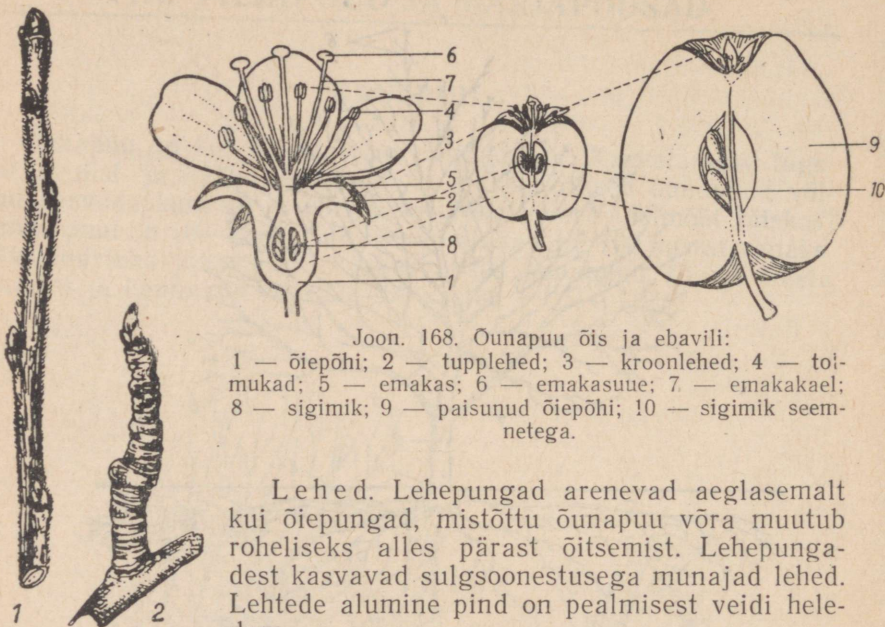 6
7
4
3
5
2
8
1
9
10
Joon. 168. Õunapuu õis ja ebavili:
1 — õiepõhi; 2 — tupplehed; 3 — kroonlehed; 4 — tol-
mukad; 5 — emakas; 6 — emakasuue; 7 — emakakael;
8 — sigimik; 9 — paisunud õiepõhi; 10 — sigimik seem-
netega.
Lehed. Lehepungad arenevad aeglasemalt
kui õiepungad, mistõttu õunapuu võra muutub
roheliseks alles pärast õitsemist. Lehepunga-
dest kasvavad sulgsoonestusega munajad lehed.
Lehtede alumine pind on pealmisest veidi hele-
1
2